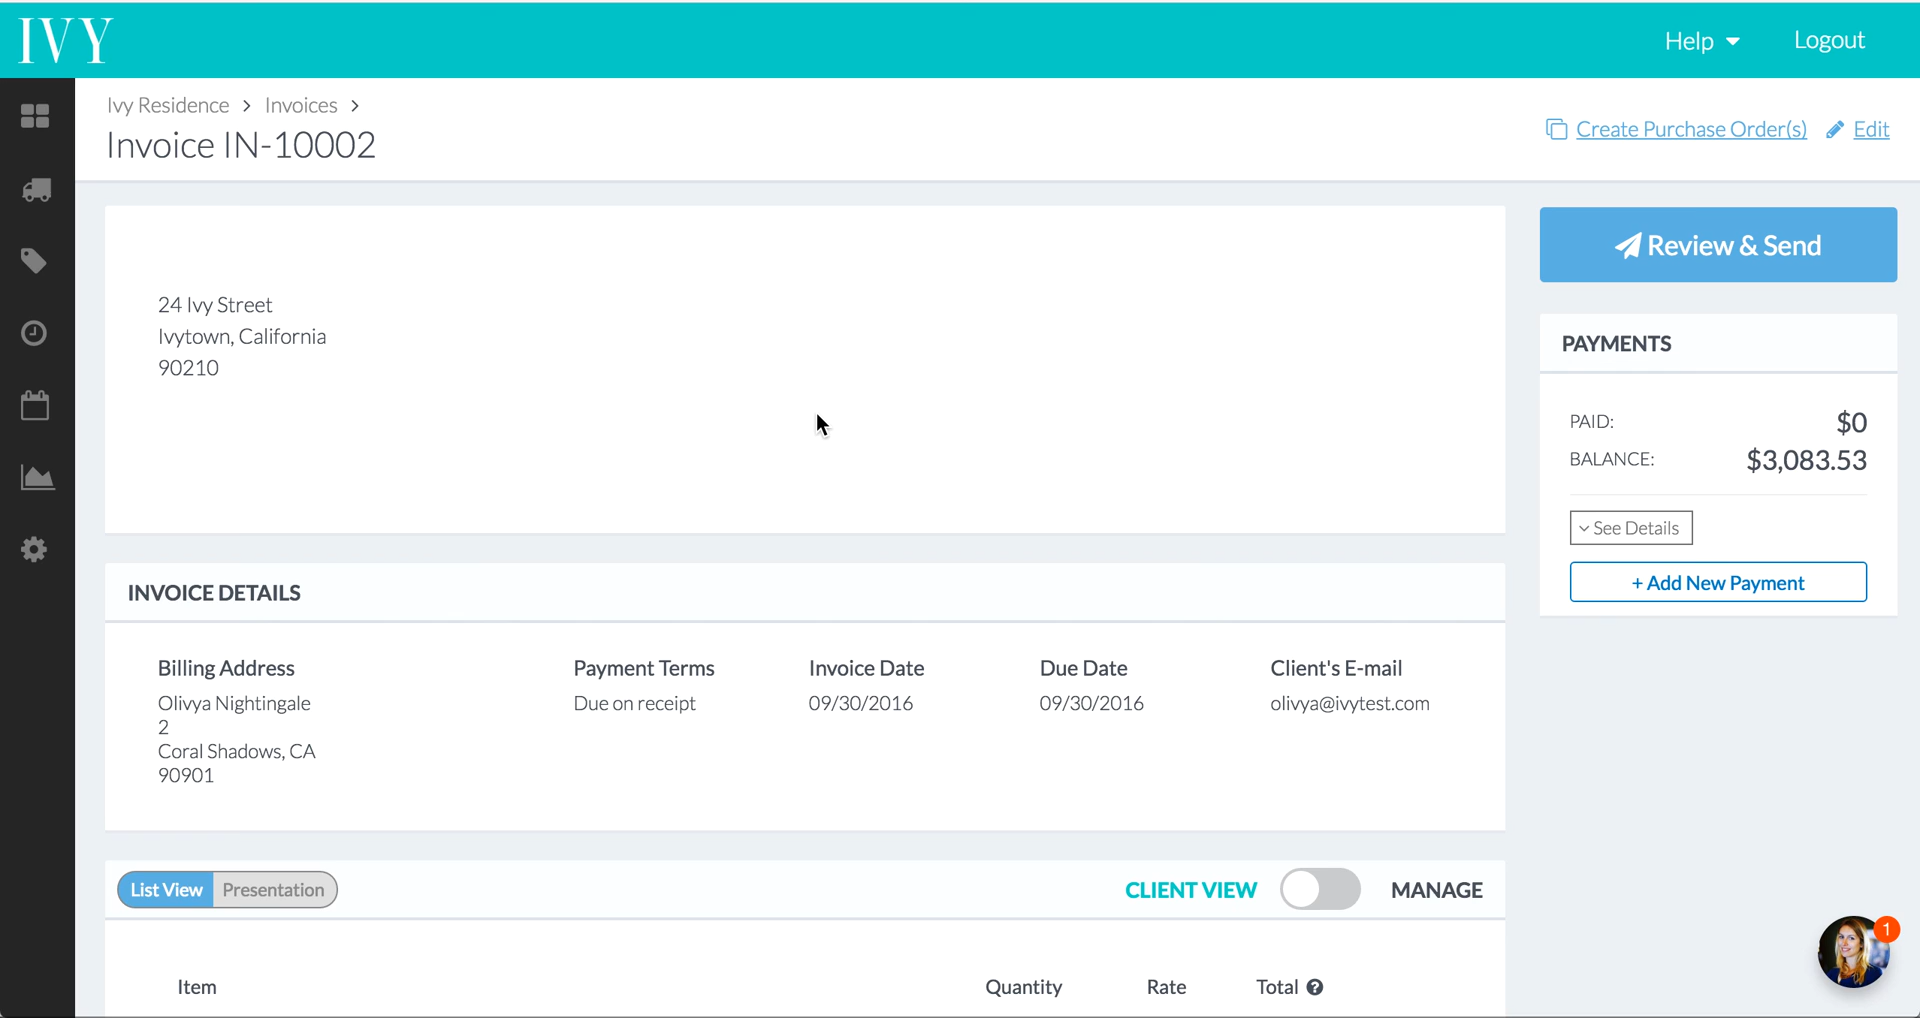 IVY
Help
Logout
Ivy Residence > Invoices >
Invoice IN-10002
Create Purchase Order(s)
Edit
24 Ivy Street
Ivytown, California
90210
Review & Send
PAYMENTS
PAID: $0
BALANCE: $3,083.53
See Details
+ Add New Payment
INVOICE DETAILS
Billing Address
Olivya Nightingale
2
Coral Shadows, CA
90901
Payment Terms
Due on receipt
Invoice Date
09/30/2016
Due Date
09/30/2016
Client's E-mail
olivya@ivytest.com
List View
Presentation
CLIENT VIEW
MANAGE
1
Item
Quantity
Rate
Total ?